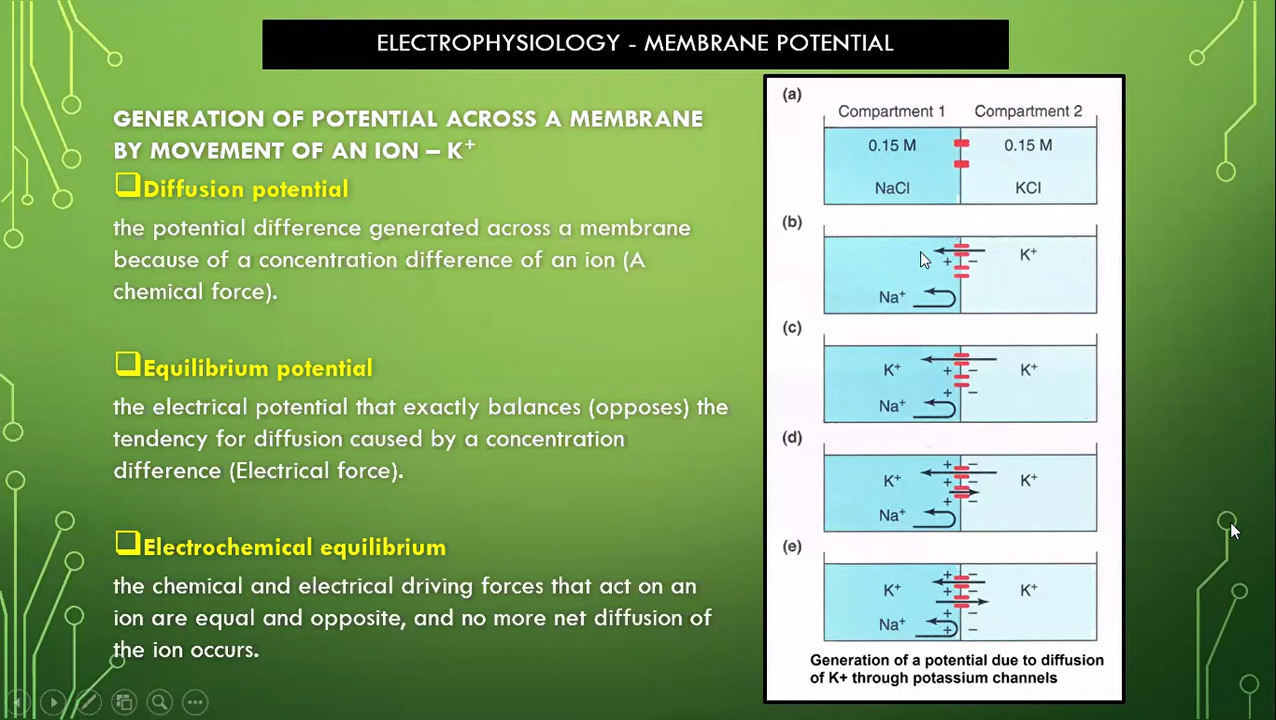 ELECTROPHYSIOLOGY - MEMBRANE POTENTIAL
GENERATION OF POTENTIAL ACROSS A MEMBRANE
BY MOVEMENT OF AN ION – K⁺
Diffusion potential
the potential difference generated across a membrane
because of a concentration difference of an ion (A
chemical force).
Equilibrium potential
the electrical potential that exactly balances (opposes) the
tendency for diffusion caused by a concentration
difference (Electrical force).
Electrochemical equilibrium
the chemical and electrical driving forces that act on an
ion are equal and opposite, and no more net diffusion of
the ion occurs.
(a)
Compartment 1 Compartment 2
0.15 M 0.15 M
NaCl KCl
(b)
K⁺
+ –
Na⁺
(c)
K⁺ + – K⁺
Na⁺
+ –
(d)
+ –
K⁺ + – K⁺
+
+ –
Na⁺
(e)
+ –
K⁺ + – K⁺
+ –
Na⁺ + –
Generation of a potential due to diffusion
of K+ through potassium channels